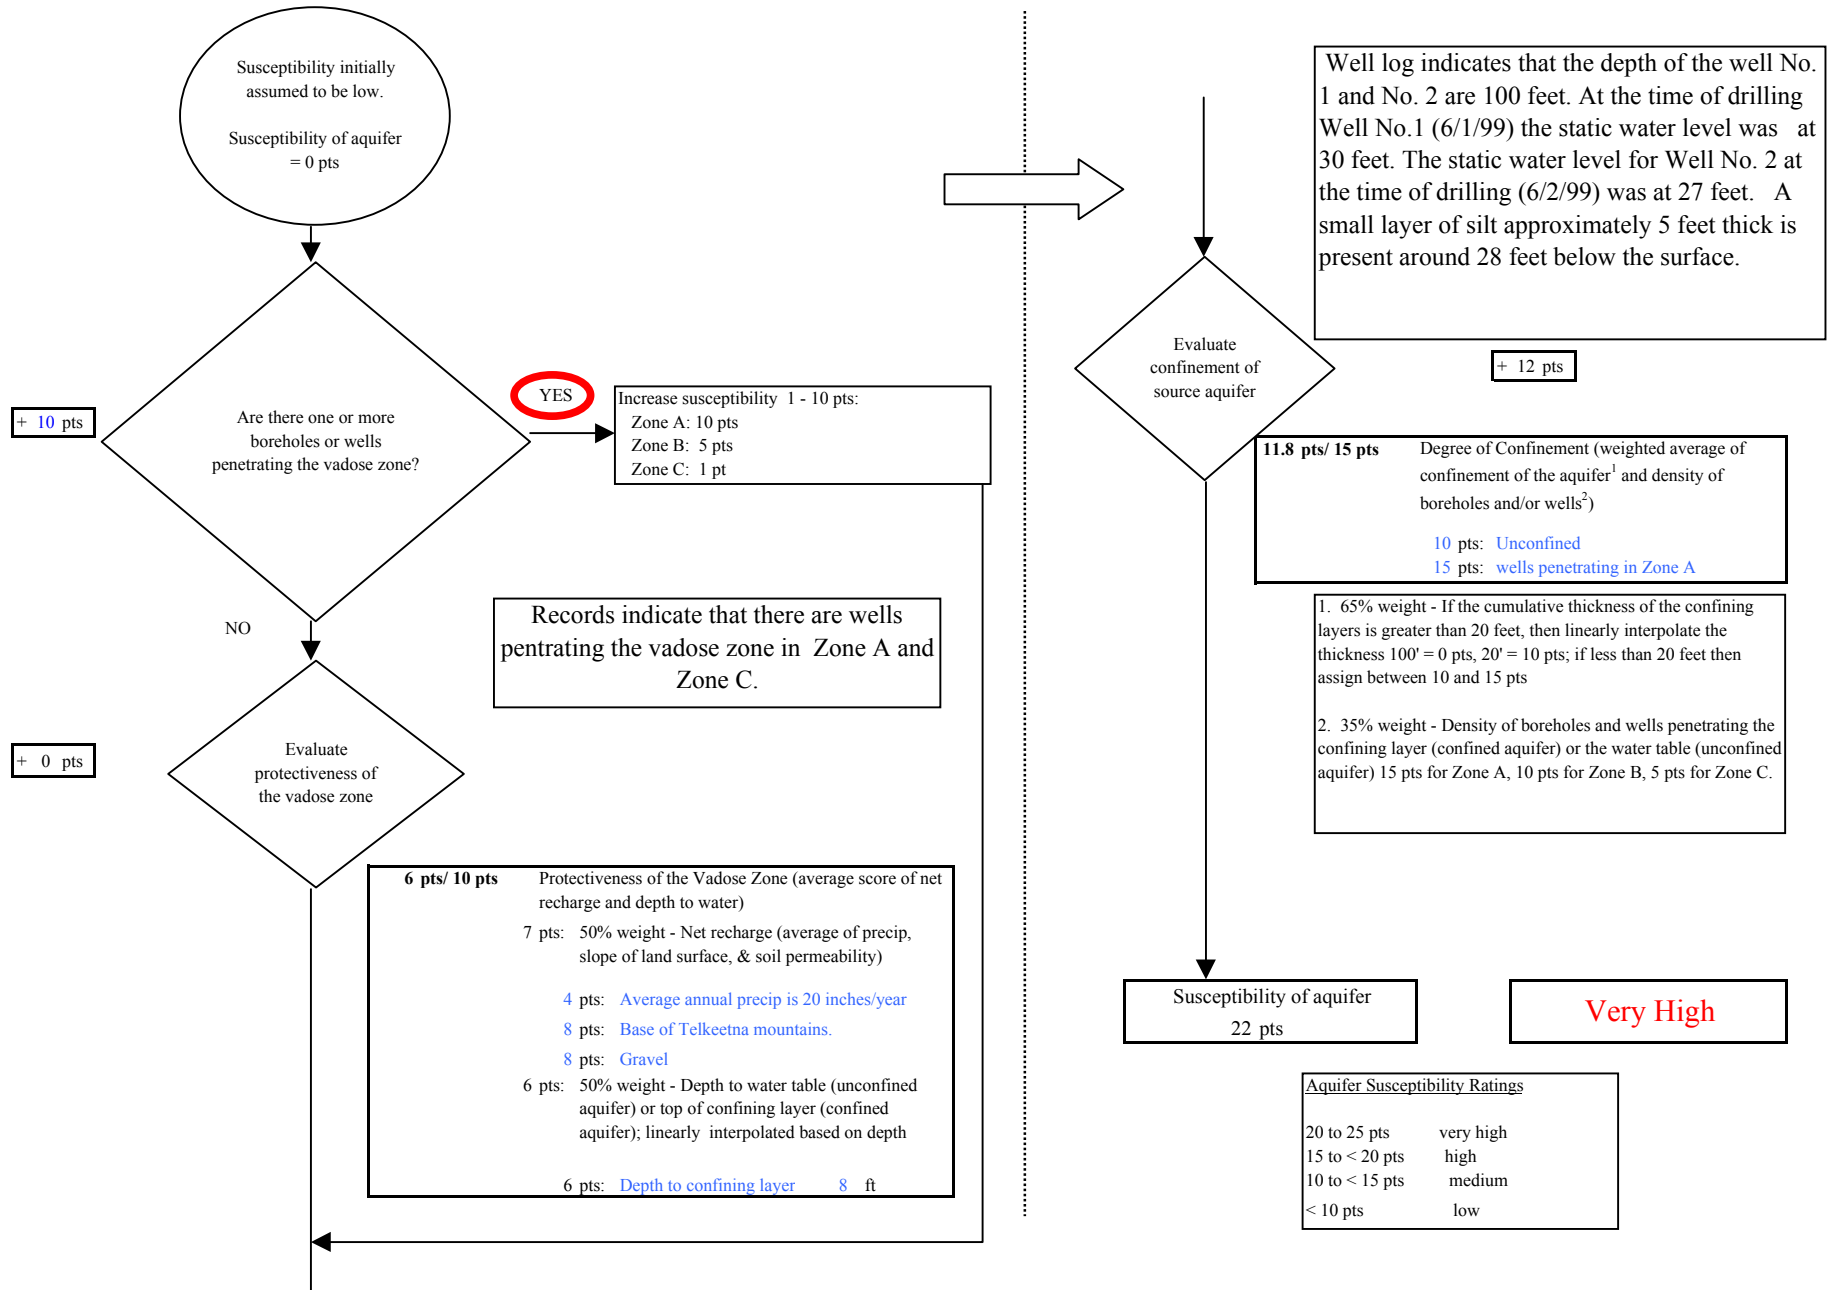 Susceptibility initially
assumed to be low.
Susceptibility of aquifer
= 0 pts
+ 10 pts
Are there one or more
boreholes or wells
penetrating the vadose zone?
YES
Increase susceptibility 1 - 10 pts:
Zone A: 10 pts
Zone B: 5 pts
Zone C: 1 pt
NO
Records indicate that there are wells
pentrating the vadose zone in Zone A and
Zone C.
+ 0 pts
Evaluate
protectiveness of
the vadose zone
6 pts/ 10 pts Protectiveness of the Vadose Zone (average score of net
recharge and depth to water)
7 pts: 50% weight - Net recharge (average of precip,
slope of land surface, & soil permeability)
4 pts: Average annual precip is 20 inches/year
8 pts: Base of Telkeetna mountains.
8 pts: Gravel
6 pts: 50% weight - Depth to water table (unconfined
aquifer) or top of confining layer (confined
aquifer); linearly interpolated based on depth
6 pts: Depth to confining layer 8 ft
Well log indicates that the depth of the well No.
1 and No. 2 are 100 feet. At the time of drilling
Well No.1 (6/1/99) the static water level was at
30 feet. The static water level for Well No. 2 at
the time of drilling (6/2/99) was at 27 feet. A
small layer of silt approximately 5 feet thick is
present around 28 feet below the surface.
Evaluate
confinement of
source aquifer
+ 12 pts
11.8 pts/ 15 pts Degree of Confinement (weighted average of
confinement of the aquifer1 and density of
boreholes and/or wells2)
10 pts: Unconfined
15 pts: wells penetrating in Zone A
1. 65% weight - If the cumulative thickness of the confining
layers is greater than 20 feet, then linearly interpolate the
thickness 100' = 0 pts, 20' = 10 pts; if less than 20 feet then
assign between 10 and 15 pts
2. 35% weight - Density of boreholes and wells penetrating the
confining layer (confined aquifer) or the water table (unconfined
aquifer) 15 pts for Zone A, 10 pts for Zone B, 5 pts for Zone C.
Susceptibility of aquifer
22 pts
Very High
Aquifer Susceptibility Ratings
20 to 25 pts very high
15 to < 20 pts high
10 to < 15 pts medium
< 10 pts low